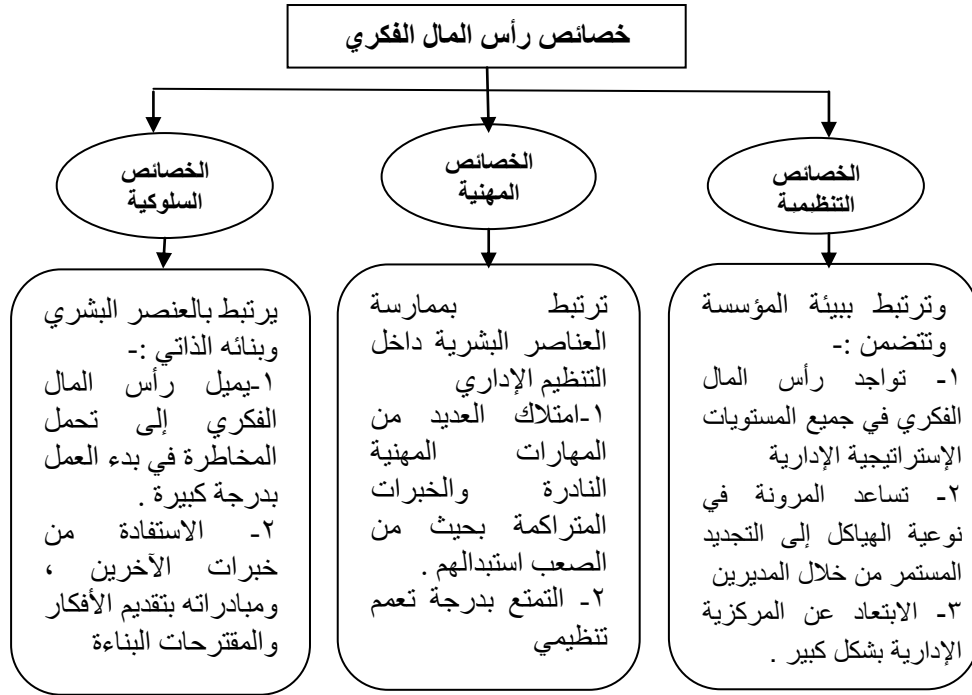 خصائص رأس المال الفكري
الخصائص
التنظيمية
الخصائص
المهنية
الخصائص
السلوكية
وترتبط ببيئة المؤسسة
وتتضمن :-
١- تواجد رأس المال
الفكري في جميع المستويات
الإستراتيجية الإدارية
٢- تساعد المرونة في
نوعية الهياكل إلى التجديد
المستمر من خلال المديرين
٣- الابتعاد عن المركزية
الإدارية بشكل كبير .
ترتبط بممارسة
العناصر البشرية داخل
التنظيم الإداري
١-امتلاك العديد من
المهارات المهنية
النادرة والخبرات
المتراكمة بحيث من
الصعب استبدالهم .
٢- التمتع بدرجة تعمم
تنظيمي
يرتبط بالعنصر البشري
وبنائه الذاتي :-
١-يميل رأس المال
الفكري إلى تحمل
المخاطرة في بدء العمل
بدرجة كبيرة .
٢- الاستفادة من
خبرات الآخرين ،
ومبادراته بتقديم الأفكار
والمقترحات البناءة